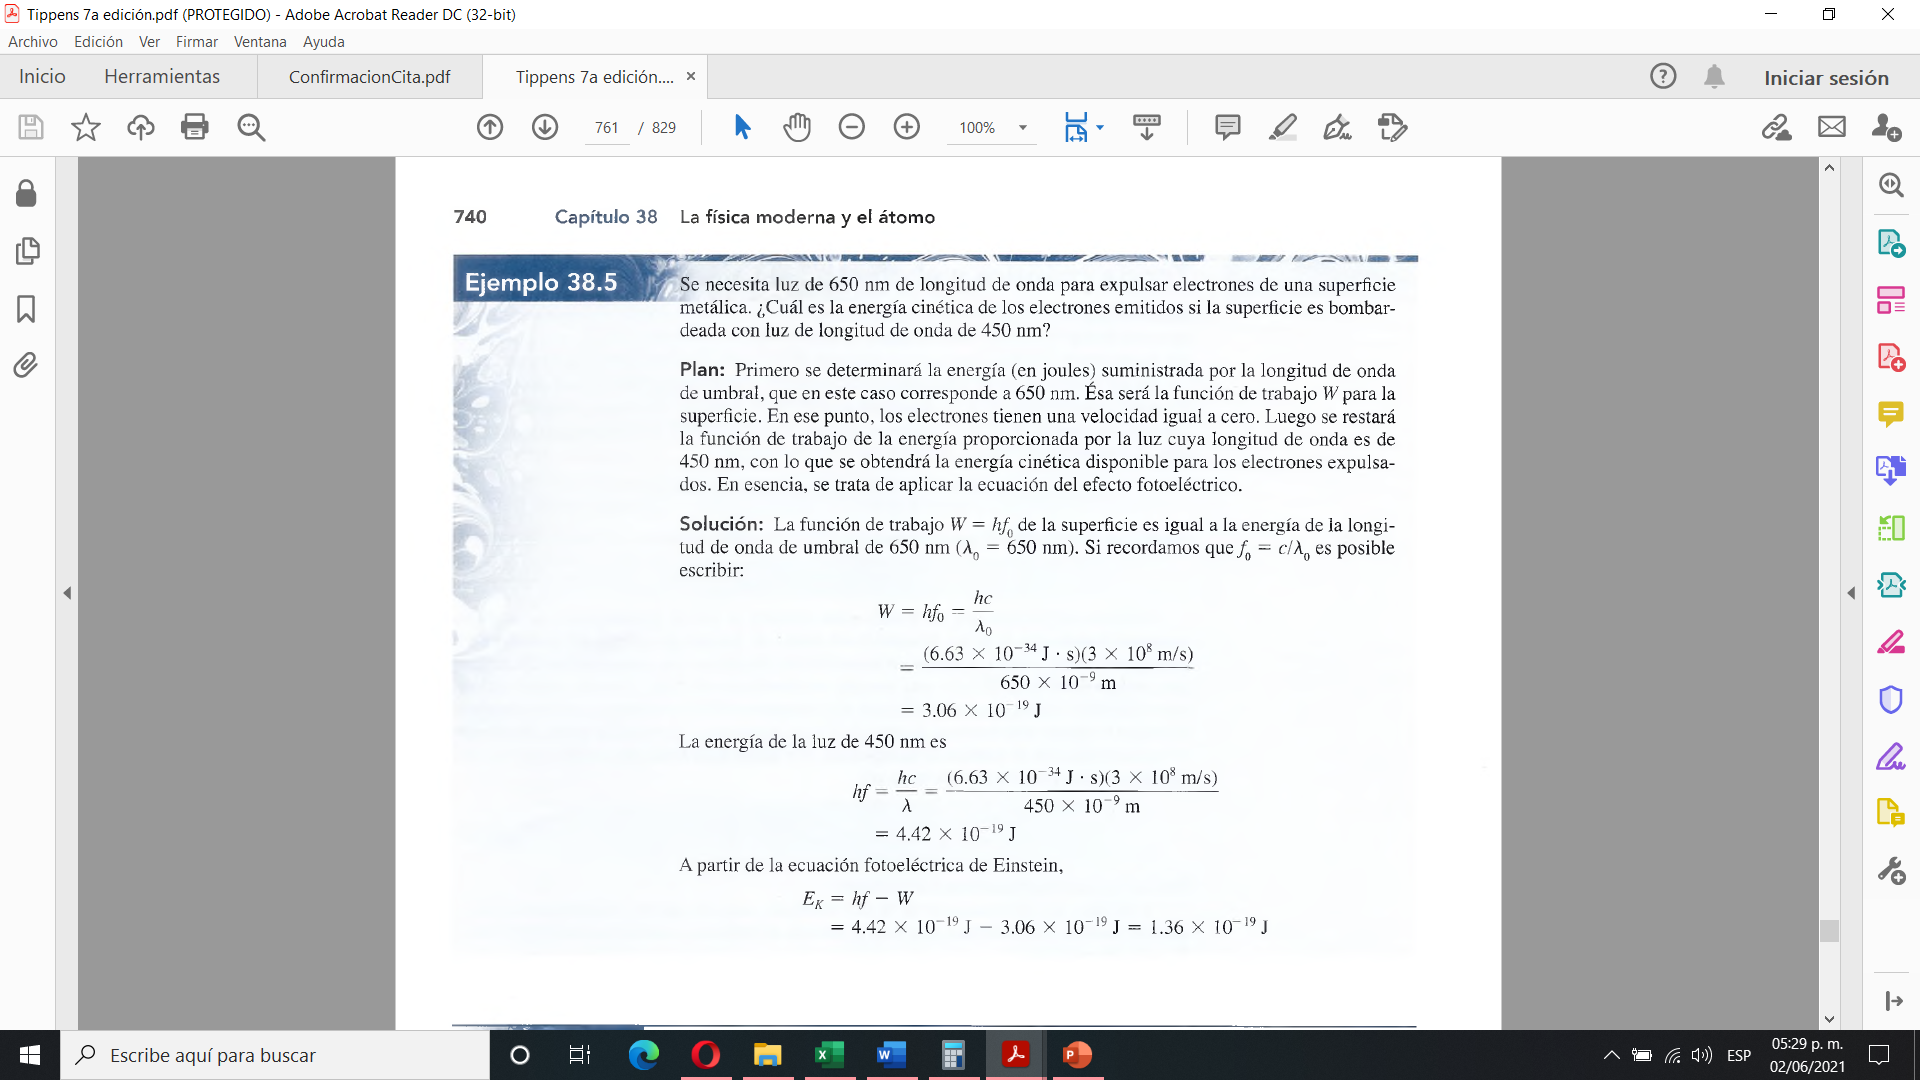 Tippens 7a edición.pdf (PROTEGIDO) - Adobe Acrobat Reader DC (32-bit)
Archivo Edición Ver Firmar Ventana Ayuda
Inicio Herramientas ConfirmacionCita.pdf Tippens 7a edición.... × Iniciar sesión
761 / 829 100%
740 Capítulo 38 La física moderna y el átomo
Ejemplo 38.5
Se necesita luz de 650 nm de longitud de onda para expulsar electrones de una superficie
metálica. ¿Cuál es la energía cinética de los electrones emitidos si la superficie es bombar-
deada con luz de longitud de onda de 450 nm?
Plan: Primero se determinará la energía (en joules) suministrada por la longitud de onda
de umbral, que en este caso corresponde a 650 nm. Ésa será la función de trabajo W para la
superficie. En ese punto, los electrones tienen una velocidad igual a cero. Luego se restará
la función de trabajo de la energía proporcionada por la luz cuya longitud de onda es de
450 nm, con lo que se obtendrá la energía cinética disponible para los electrones expulsa-
dos. En esencia, se trata de aplicar la ecuación del efecto fotoeléctrico.
Solución: La función de trabajo W = hf₀ de la superficie es igual a la energía de la longi-
tud de onda de umbral de 650 nm (λ₀ = 650 nm). Si recordamos que f₀ = c/λ₀ es posible
escribir:
W = hf₀ = hc/λ₀
= (6.63 × 10⁻³⁴ J · s)(3 × 10⁸ m/s) / 650 × 10⁻⁹ m
= 3.06 × 10⁻¹⁹ J
La energía de la luz de 450 nm es
hf = hc/λ = (6.63 × 10⁻³⁴ J · s)(3 × 10⁸ m/s) / 450 × 10⁻⁹ m
= 4.42 × 10⁻¹⁹ J
A partir de la ecuación fotoeléctrica de Einstein,
E_K = hf − W
= 4.42 × 10⁻¹⁹ J − 3.06 × 10⁻¹⁹ J = 1.36 × 10⁻¹⁹ J
Escribe aquí para buscar
ESP
05:29 p. m.
02/06/2021